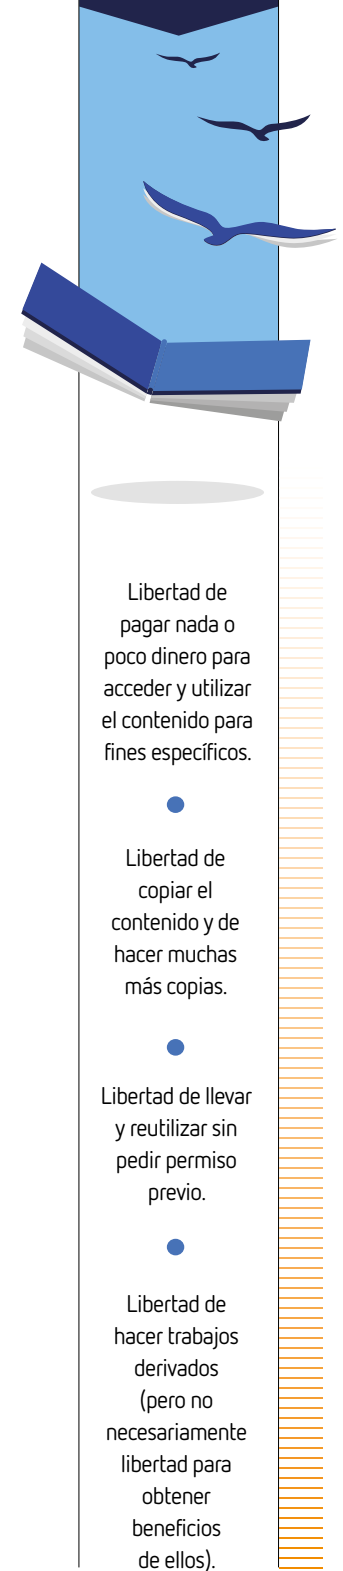 Libertad de
pagar nada o
poco dinero para
acceder y utilizar
el contenido para
fines específicos.
Libertad de
copiar el
contenido y de
hacer muchas
más copias.
Libertad de llevar
y reutilizar sin
pedir permiso
previo.
Libertad de
hacer trabajos
derivados
(pero no
necesariamente
libertad para
obtener
beneficios
de ellos).